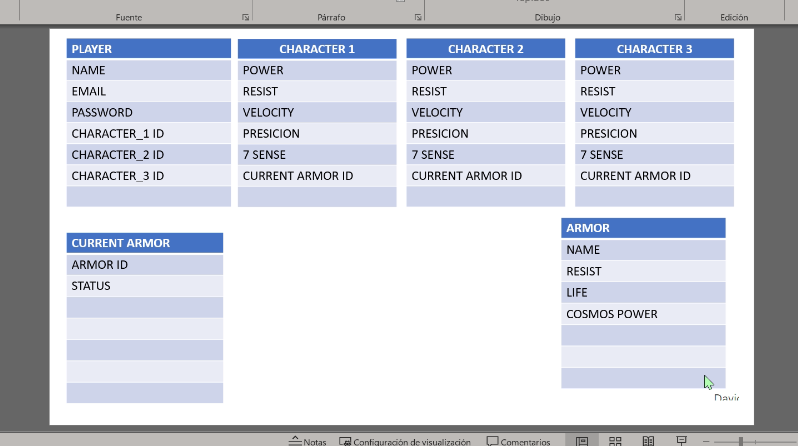 Fuente
Párrafo
Dibujo
Edición
PLAYER
NAME
EMAIL
PASSWORD
CHARACTER_1 ID
CHARACTER_2 ID
CHARACTER_3 ID
CHARACTER 1
POWER
RESIST
VELOCITY
PRESICION
7 SENSE
CURRENT ARMOR ID
CHARACTER 2
POWER
RESIST
VELOCITY
PRESICION
7 SENSE
CURRENT ARMOR ID
CHARACTER 3
POWER
RESIST
VELOCITY
PRESICION
7 SENSE
CURRENT ARMOR ID
CURRENT ARMOR
ARMOR ID
STATUS
ARMOR
NAME
RESIST
LIFE
COSMOS POWER
Notas
Configuración de visualización
Comentarios